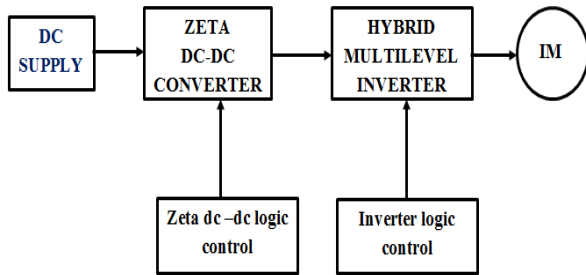 DC
SUPPLY
ZETA
DC-DC
CONVERTER
HYBRID
MULTILEVEL
INVERTER
IM
Zeta dc –dc logic
control
Inverter logic
control